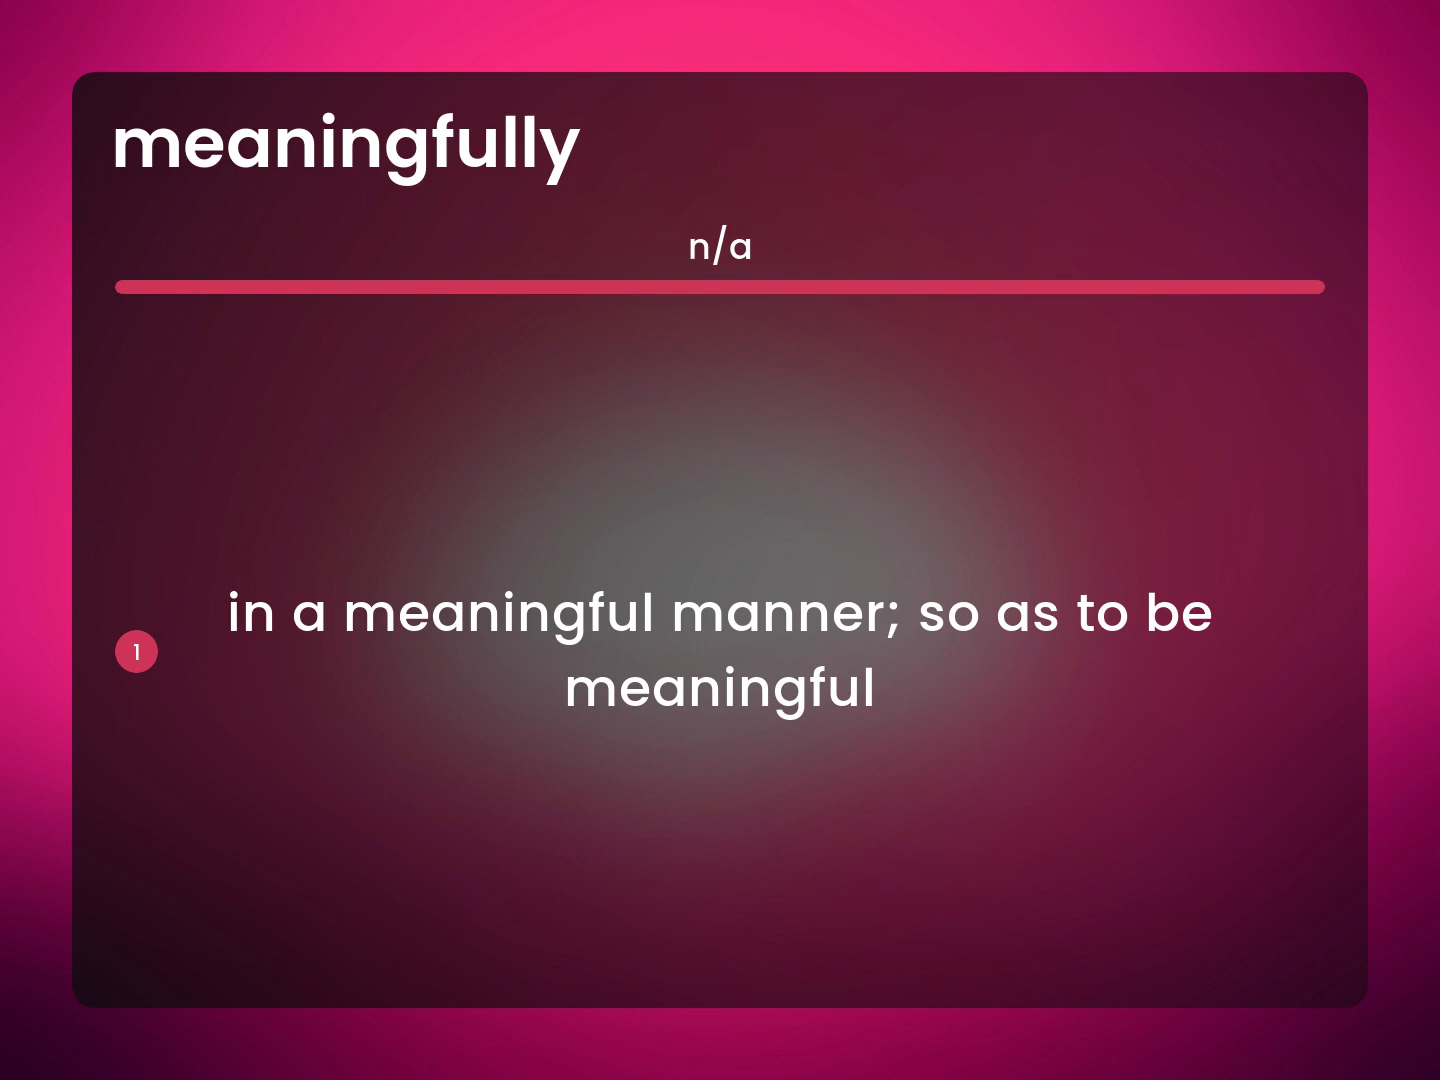 meaningfully
n/a
1
in a meaningful manner; so as to be
meaningful